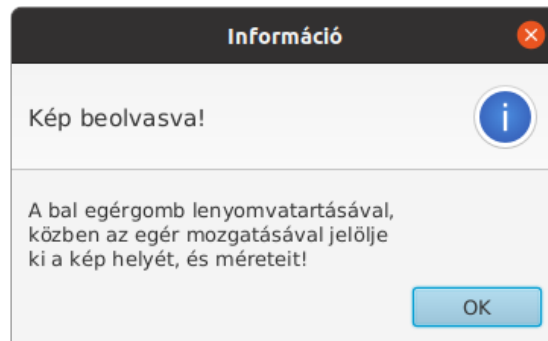 Információ
Kép beolvasva!
A bal egérgomb lenyomvatartásával,
közben az egér mozgatásával jelölje
ki a kép helyét, és méreteit!
OK